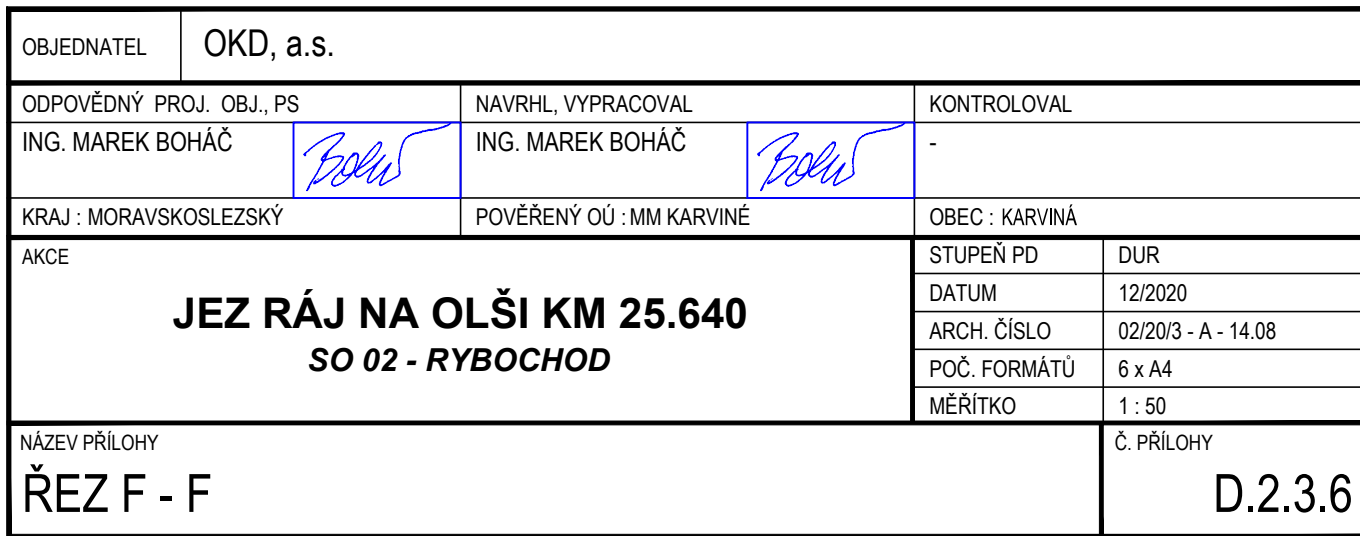 OBJEDNATEL OKD, a.s.
ODPOVĚDNÝ PROJ. OBJ., PS NAVRHL, VYPRACOVAL KONTROLOVAL
ING. MAREK BOHÁČ ING. MAREK BOHÁČ -
KRAJ : MORAVSKOSLEZSKÝ POVĚŘENÝ OÚ : MM KARVINÉ OBEC : KARVINÁ
AKCE
JEZ RÁJ NA OLŠI KM 25.640
SO 02 - RYBOCHOD
STUPEŇ PD DUR
DATUM 12/2020
ARCH. ČÍSLO 02/20/3 - A - 14.08
POČ. FORMÁTŮ 6 x A4
MĚŘÍTKO 1 : 50
NÁZEV PŘÍLOHY
ŘEZ F - F
Č. PŘÍLOHY
D.2.3.6